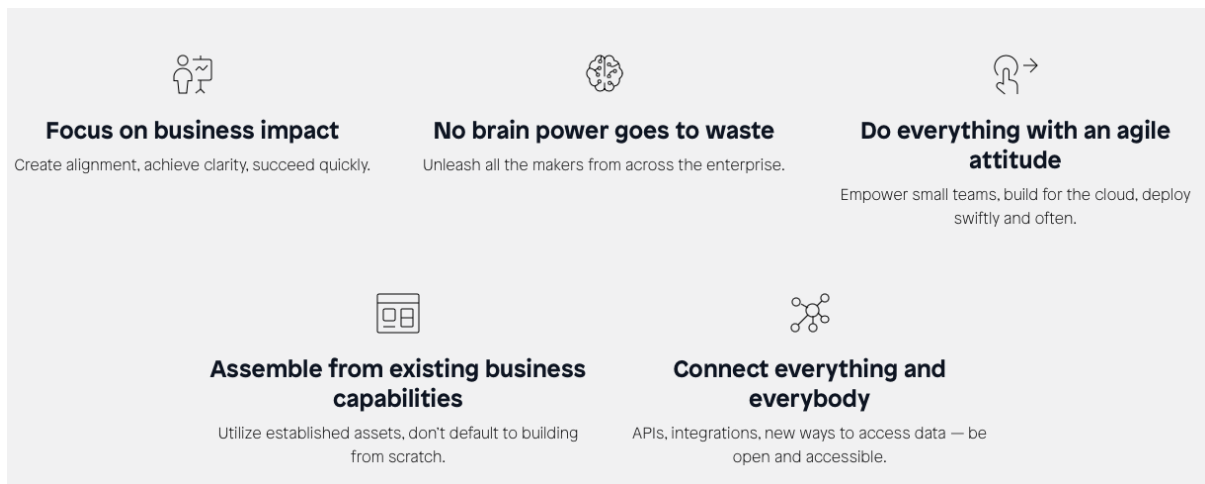 Focus on business impact
Create alignment, achieve clarity, succeed quickly.
No brain power goes to waste
Unleash all the makers from across the enterprise.
Do everything with an agile
attitude
Empower small teams, build for the cloud, deploy
swiftly and often.
Assemble from existing business
capabilities
Utilize established assets, don't default to building
from scratch.
Connect everything and
everybody
APIs, integrations, new ways to access data — be
open and accessible.